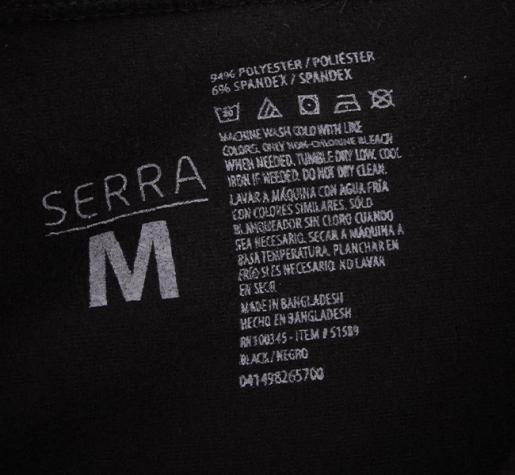 94% POLYESTER / POLIÉSTER
6% SPANDEX / SPANDEX
30
MACHINE WASH COLD WITH LIKE
COLORS. ONLY NON-CHLORINE BLEACH
WHEN NEEDED. TUMBLE DRY LOW. COOL
IRON IF NEEDED. DO NOT DRY CLEAN.
LAVAR A MÁQUINA CON AGUA FRÍA
CON COLORES SIMILARES. SÓLO
BLANQUEADOR SIN CLORO CUANDO
SEA NECESARIO. SECAR A MÁQUINA A
BAJA TEMPERATURA. PLANCHAR EN
FRÍO SI ES NECESARIO. NO LAVAR
EN SECO.
MADE IN BANGLADESH
HECHO EN BANGLADESH
RN 100345 - ITEM # 51589
BLACK / NEGRO
041498265700
SERRA
M